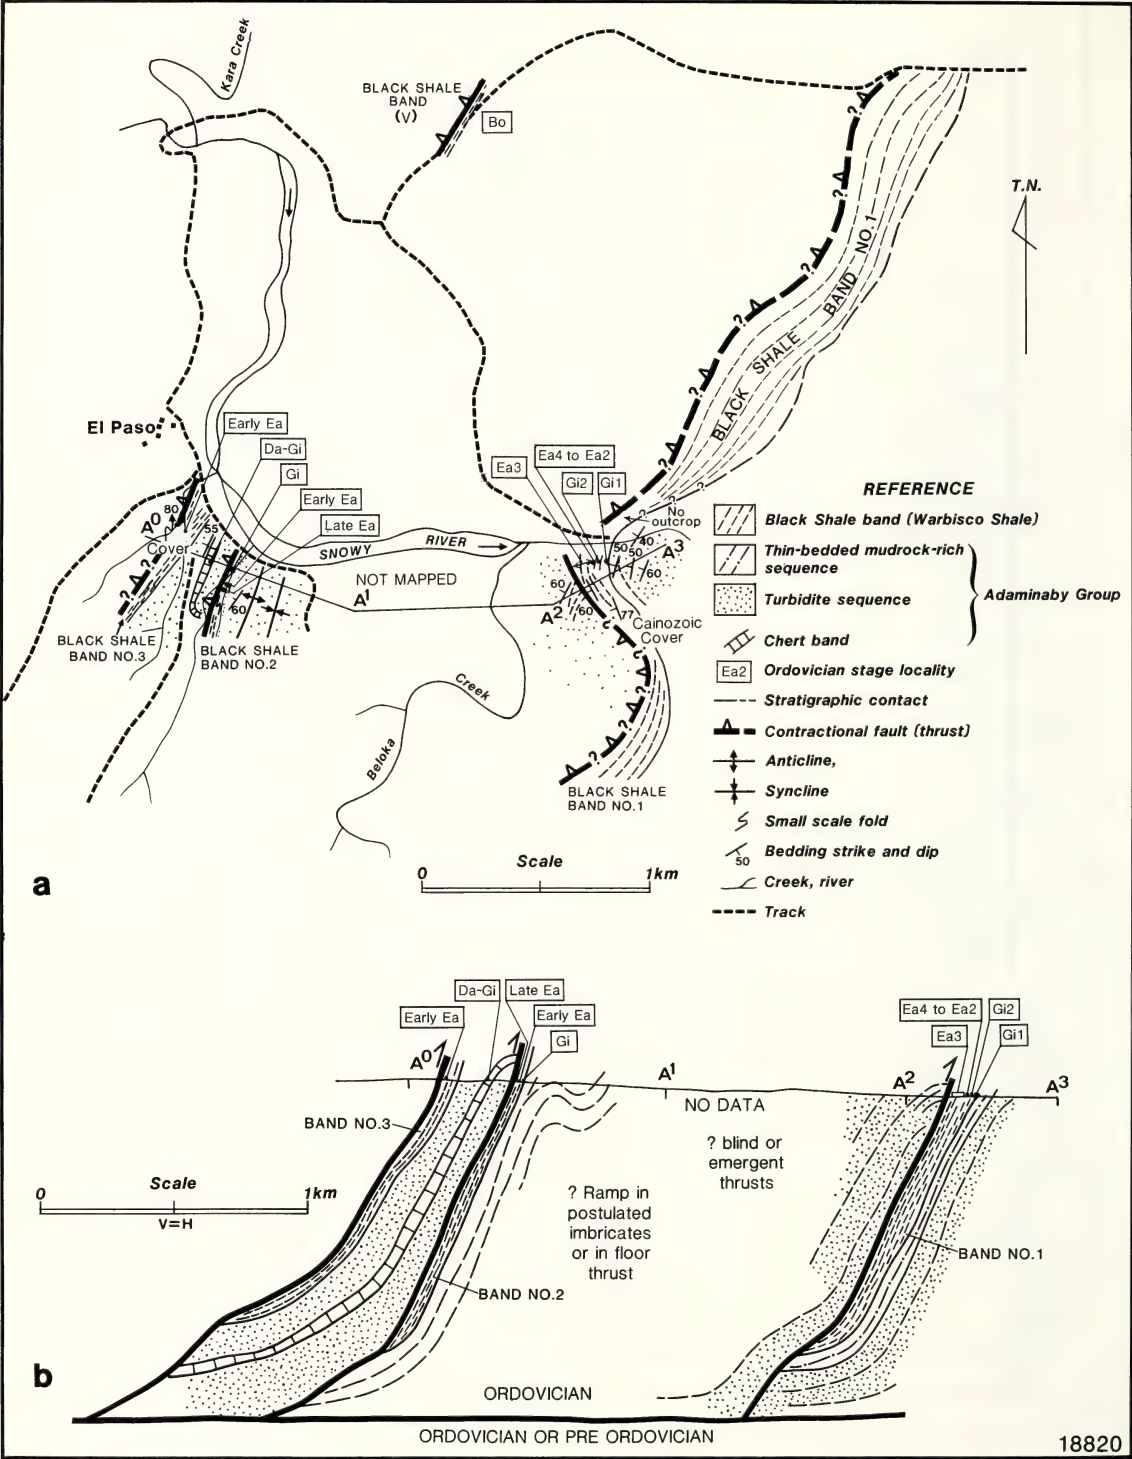 Kara Creek
BLACK SHALE
BAND
(V)
Bo
T.N.
BLACK SHALE BAND NO.1
El Paso
Early Ea
Da-Gi
Gi
Early Ea
Late Ea
Ea3
Ea4 to Ea2
Gi2
Gi1
?
?
?
?
?
?
?
?
?
No
outcrop
A⁰
80
55
Cover
?
?
60
SNOWY RIVER
NOT MAPPED
A¹
A²
A³
60
60
50
50
40
60
77
Cainozoic
Cover
?
?
?
?
?
BLACK SHALE
BAND NO.3
BLACK SHALE
BAND NO.2
Beloka Creek
BLACK SHALE
BAND NO.1
REFERENCE
Black Shale band (Warbisco Shale)
Thin-bedded mudrock-rich
sequence
Turbidite sequence
Adaminaby Group
Chert band
Ea2
Ordovician stage locality
Stratigraphic contact
Contractional fault (thrust)
Anticline,
Syncline
Small scale fold
50
Bedding strike and dip
Creek, river
Track
a
Scale
0
1km
Early Ea
Da-Gi
Late Ea
Early Ea
Gi
Ea4 to Ea2
Gi2
Ea3
Gi1
A⁰
A¹
A²
A³
NO DATA
BAND NO.3
? blind or
emergent
thrusts
Scale
0
1km
V=H
? Ramp in
postulated
imbricates
or in floor
thrust
BAND NO.2
BAND NO.1
b
ORDOVICIAN
ORDOVICIAN OR PRE ORDOVICIAN
18820